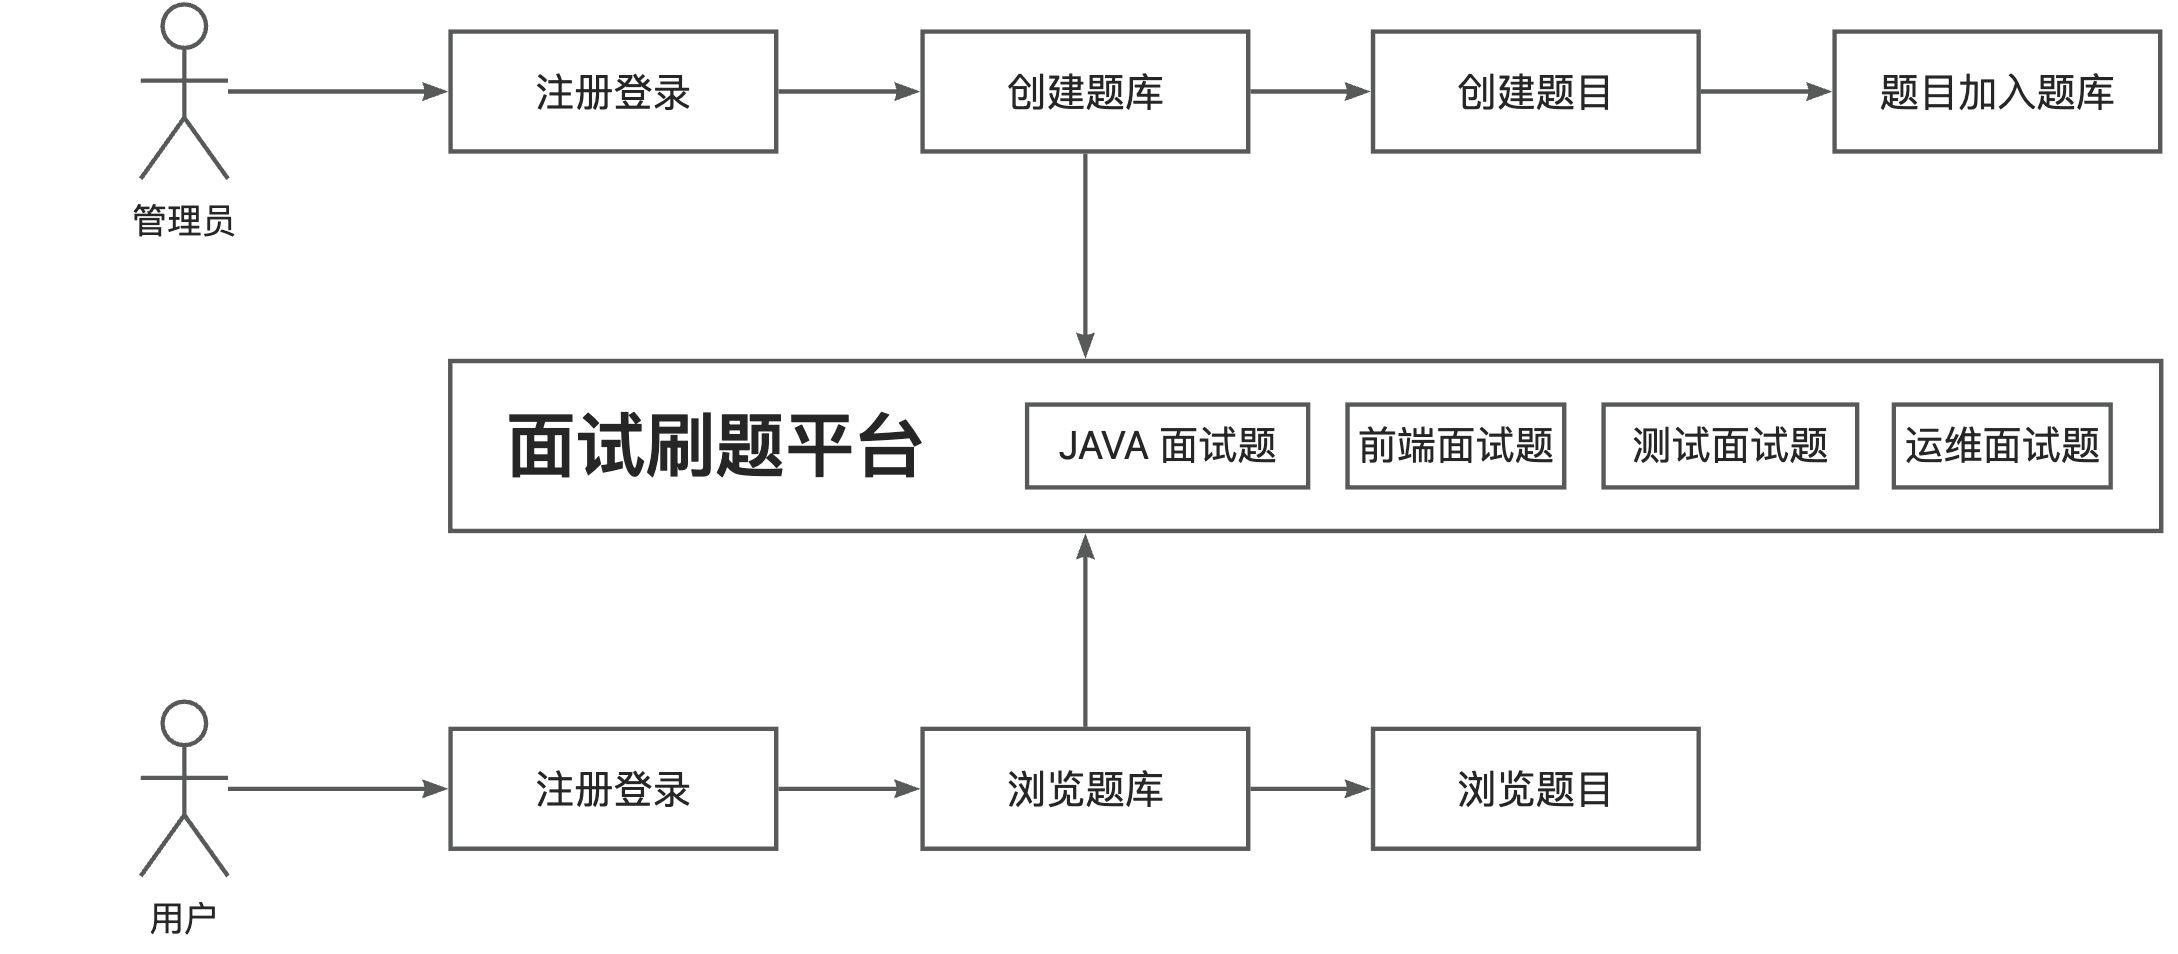 注册登录
创建题库
创建题目
题目加入题库
管理员
面试刷题平台
JAVA 面试题
前端面试题
测试面试题
运维面试题
注册登录
浏览题库
浏览题目
用户